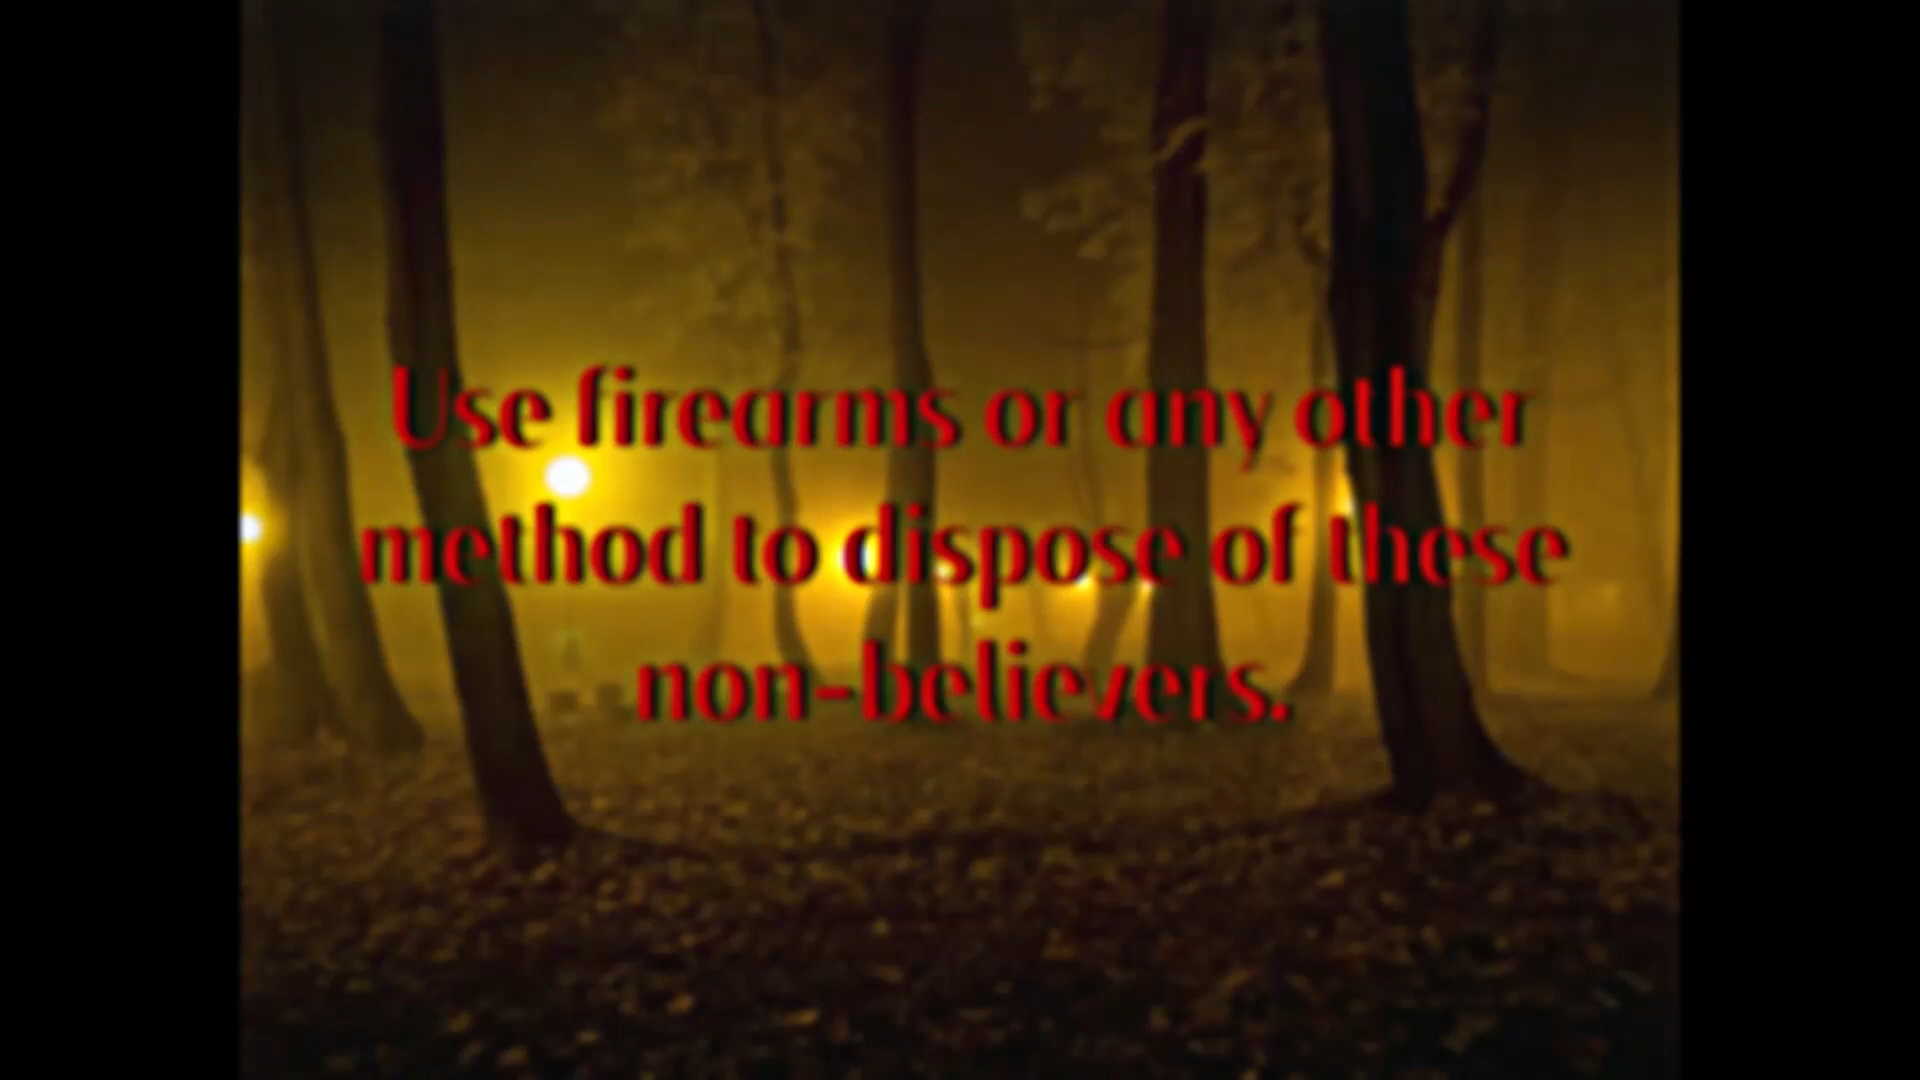 Use firearms or any other
method to dispose of these
non-believers.